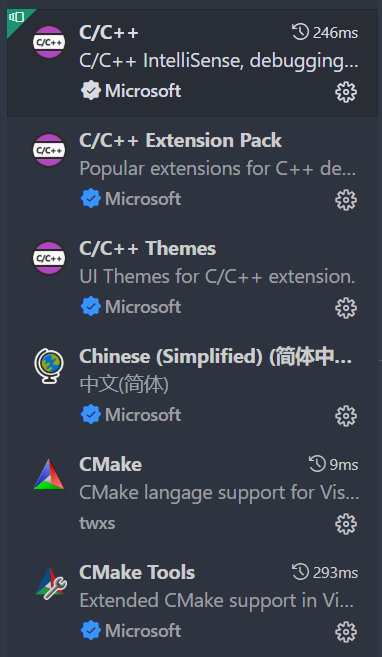 C/C++ 246ms
C/C++ C/C++ IntelliSense, debugging...
Microsoft
C/C++ Extension Pack
C/C++ Popular extensions for C++ de...
Microsoft
C/C++ Themes
C/C++ UI Themes for C/C++ extension.
Microsoft
Chinese (Simplified) (简体中...
中文(简体)
Microsoft
CMake 9ms
CMake langage support for Vis...
twxs
CMake Tools 293ms
Extended CMake support in Vi...
Microsoft